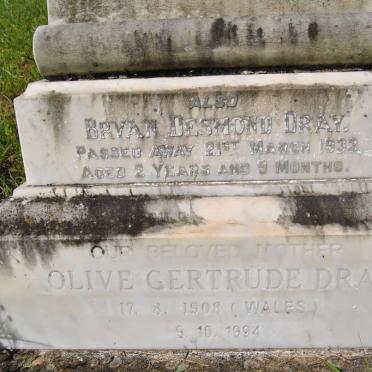 ALSO
BRYAN DESMOND DRAY.
PASSED AWAY 21ST MARCH 1933.
AGED 2 YEARS AND 9 MONTHS.
OUR BELOVED MOTHER
OLIVE GERTRUDE DRA
17. 8. 1908 (WALES)
9. 10. 1994